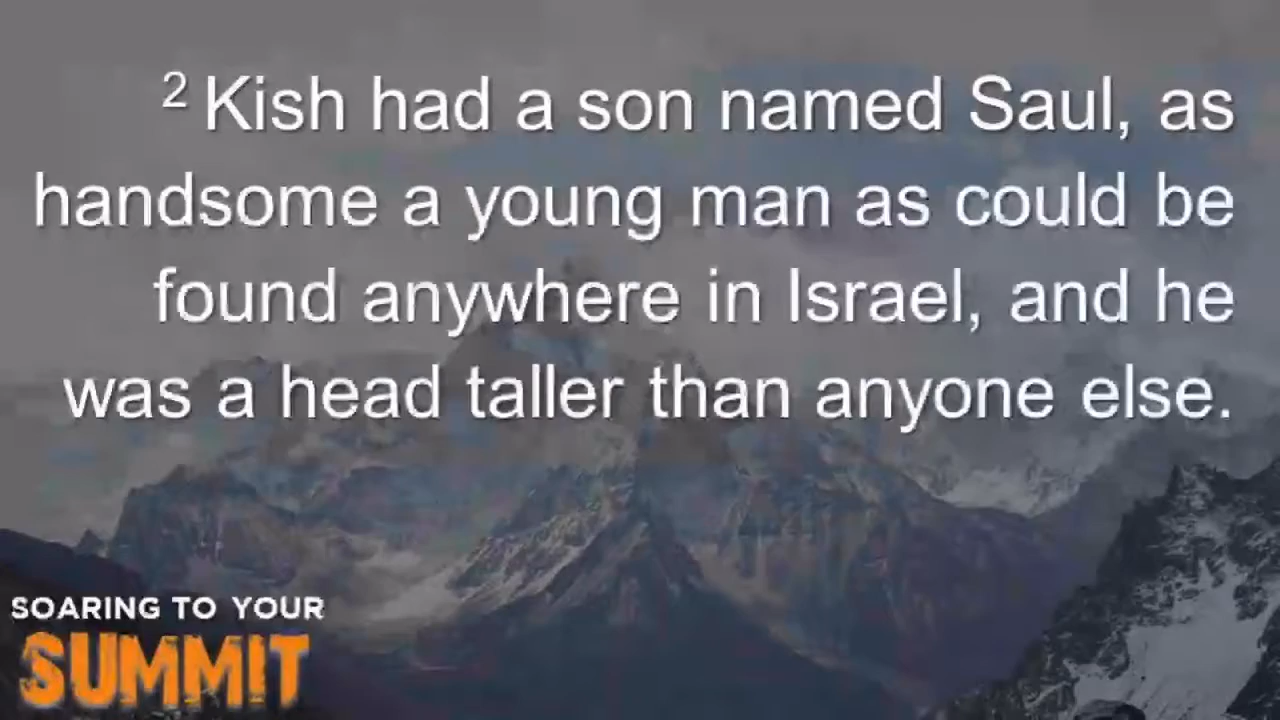 ² Kish had a son named Saul, as
handsome a young man as could be
found anywhere in Israel, and he
was a head taller than anyone else.
SOARING TO YOUR
SUMMIT